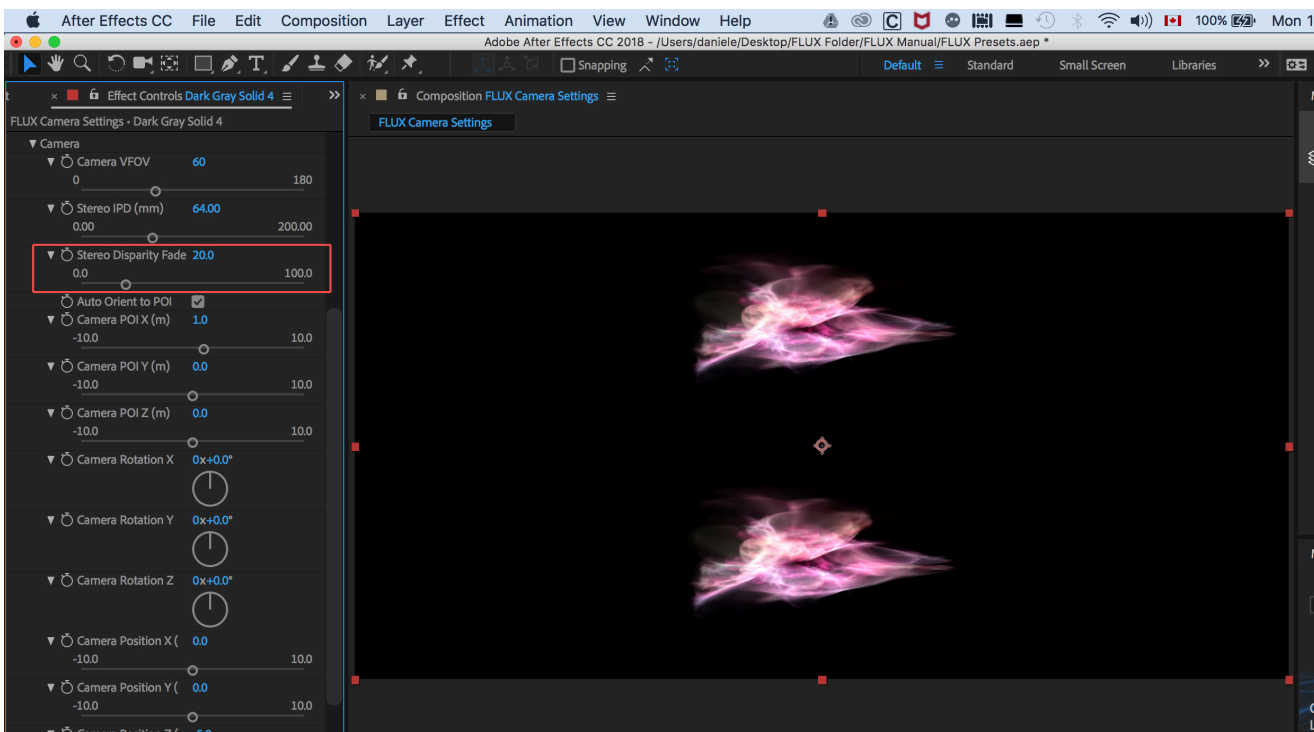 After Effects CC File Edit Composition Layer Effect Animation View Window Help 100% Mon 1
Adobe After Effects CC 2018 - /Users/daniele/Desktop/FLUX Folder/FLUX Manual/FLUX Presets.aep *
Snapping Default Standard Small Screen Libraries
Effect Controls Dark Gray Solid 4
Composition FLUX Camera Settings
FLUX Camera Settings • Dark Gray Solid 4
FLUX Camera Settings
Camera
Camera VFOV 60
0 180
Stereo IPD (mm) 64.00
0.00 200.00
Stereo Disparity Fade 20.0
0.0 100.0
Auto Orient to POI
Camera POI X (m) 1.0
-10.0 10.0
Camera POI Y (m) 0.0
-10.0 10.0
Camera POI Z (m) 0.0
-10.0 10.0
Camera Rotation X 0x+0.0°
Camera Rotation Y 0x+0.0°
Camera Rotation Z 0x+0.0°
Camera Position X ( 0.0
-10.0 10.0
Camera Position Y ( 0.0
-10.0 10.0